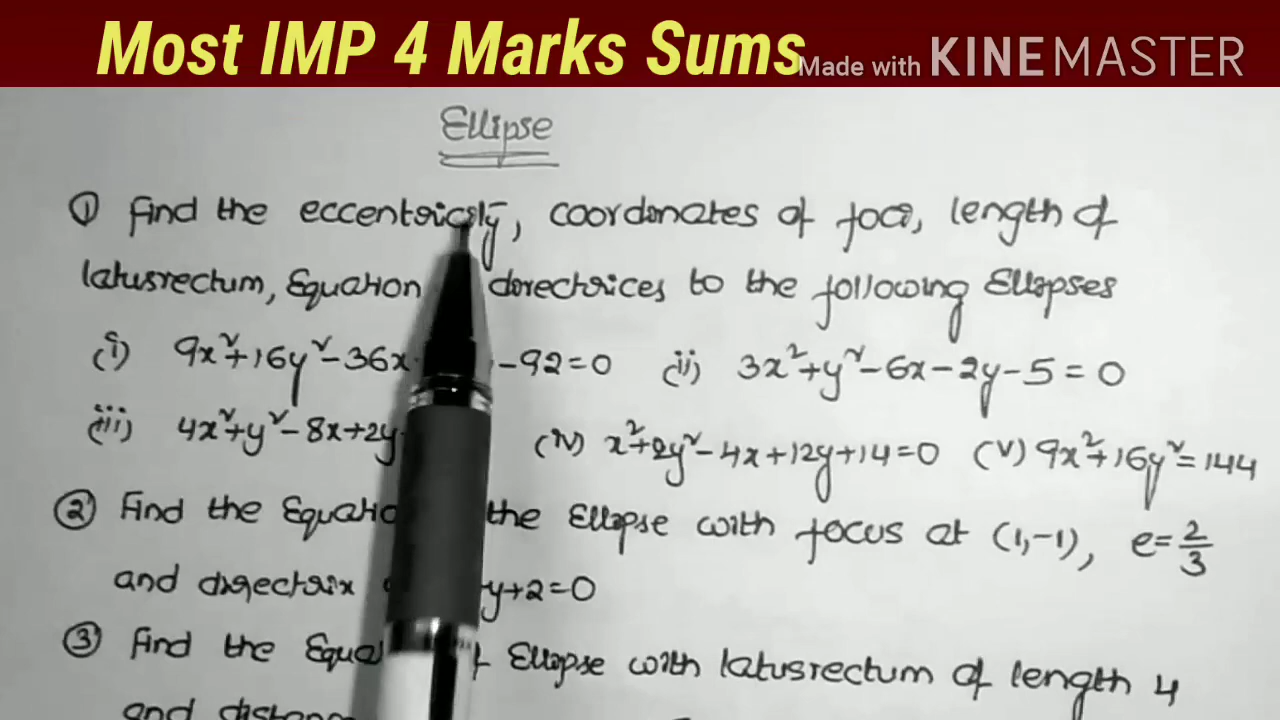 Most IMP 4 Marks Sums
Made with KINEMASTER
Ellipse
① Find the eccentricity, coordinates of foci, length of
latusrectum, Equation directrices to the following Ellipses
(i) 9x²+16y²-36x -92=0 (ii) 3x²+y²-6x-2y-5=0
(iii) 4x²+y²-8x+2y (iv) x²+2y²-4x+12y+14=0 (v) 9x²+16y²=144
② Find the the Ellipse with focus at (1,-1), e=2/3
and directrix y+2=0
③ Find the Ellipse with latusrectum of length 4
and